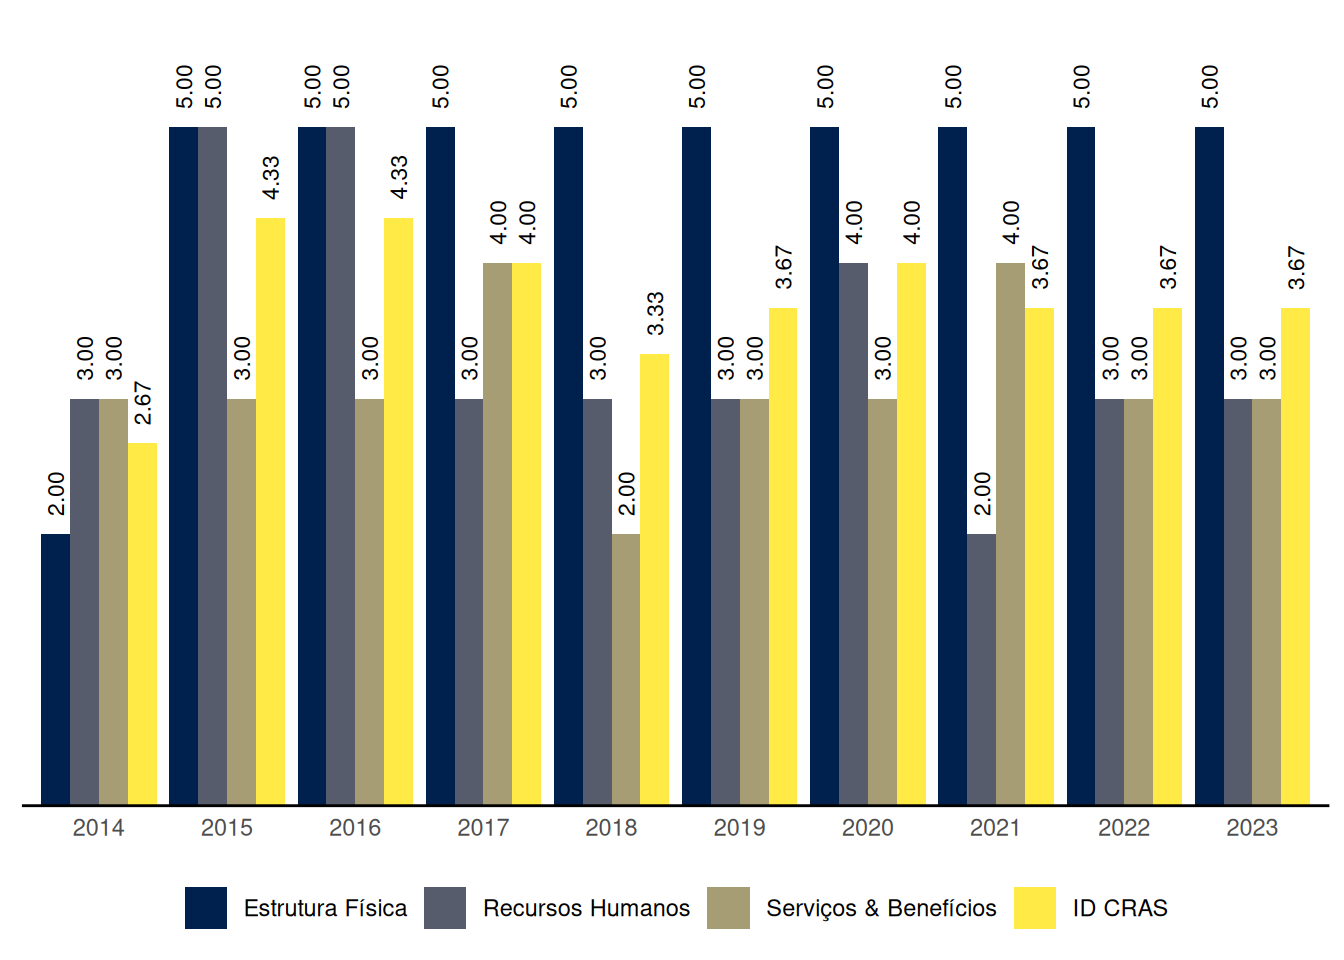 5.00 5.00 5.00 5.00 5.00 5.00 5.00 5.00 5.00 5.00 5.00
4.33 4.33
4.00 4.00 4.00 4.00 4.00
3.67 3.67 3.67 3.67
3.33
3.00 3.00 3.00 3.00 3.00 3.00 3.00 3.00 3.00 3.00 3.00 3.00 3.00
2.67
2.00 2.00 2.00
2014 2015 2016 2017 2018 2019 2020 2021 2022 2023
Estrutura Física Recursos Humanos Serviços & Benefícios ID CRAS